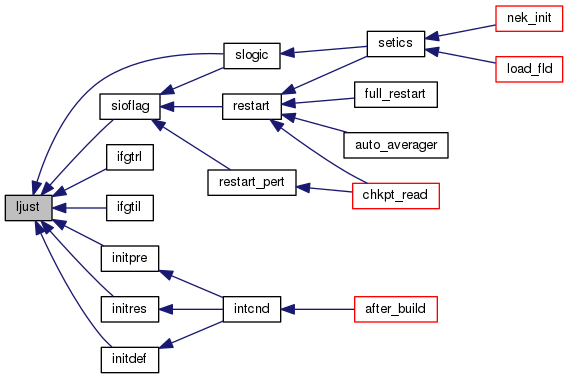 nek_init
setics
slogic
load_fld
full_restart
sioflag
restart
auto_averager
ifgtrl
restart_pert
chkpt_read
ljust
ifgtil
initpre
initres
intcnd
after_build
initdef